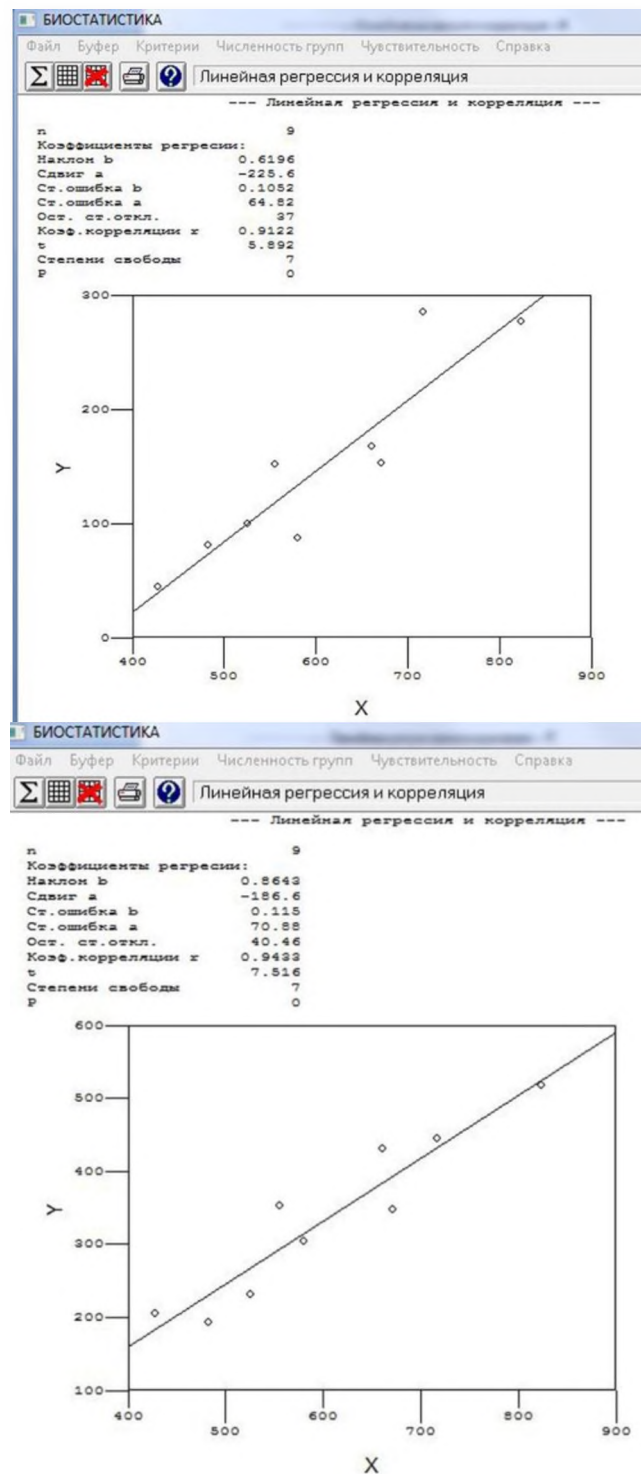 БИОСТАТИСТИКА
Файл Буфер Критерии Численность групп Чувствительность Справка
Линейная регрессия и корреляция
--- Линейная регрессия и корреляция ---
n 9
Коэффициенты регресии:
Наклон b 0.6196
Сдвиг a -225.6
Ст.ошибка b 0.1052
Ст.ошибка a 64.82
Ост. ст.откл. 37
Коэф.корреляции r 0.9122
t 5.892
Степени свободы 7
P 0
300
200
Y
100
0
400 500 600 700 800 900
X
БИОСТАТИСТИКА
Файл Буфер Критерии Численность групп Чувствительность Справка
Линейная регрессия и корреляция
--- Линейная регрессия и корреляция ---
n 9
Коэффициенты регресии:
Наклон b 0.8643
Сдвиг a -186.6
Ст.ошибка b 0.115
Ст.ошибка a 70.88
Ост. ст.откл. 40.46
Коэф.корреляции r 0.9433
t 7.516
Степени свободы 7
P 0
600
500
400
Y
300
200
100
400 500 600 700 800 900
X